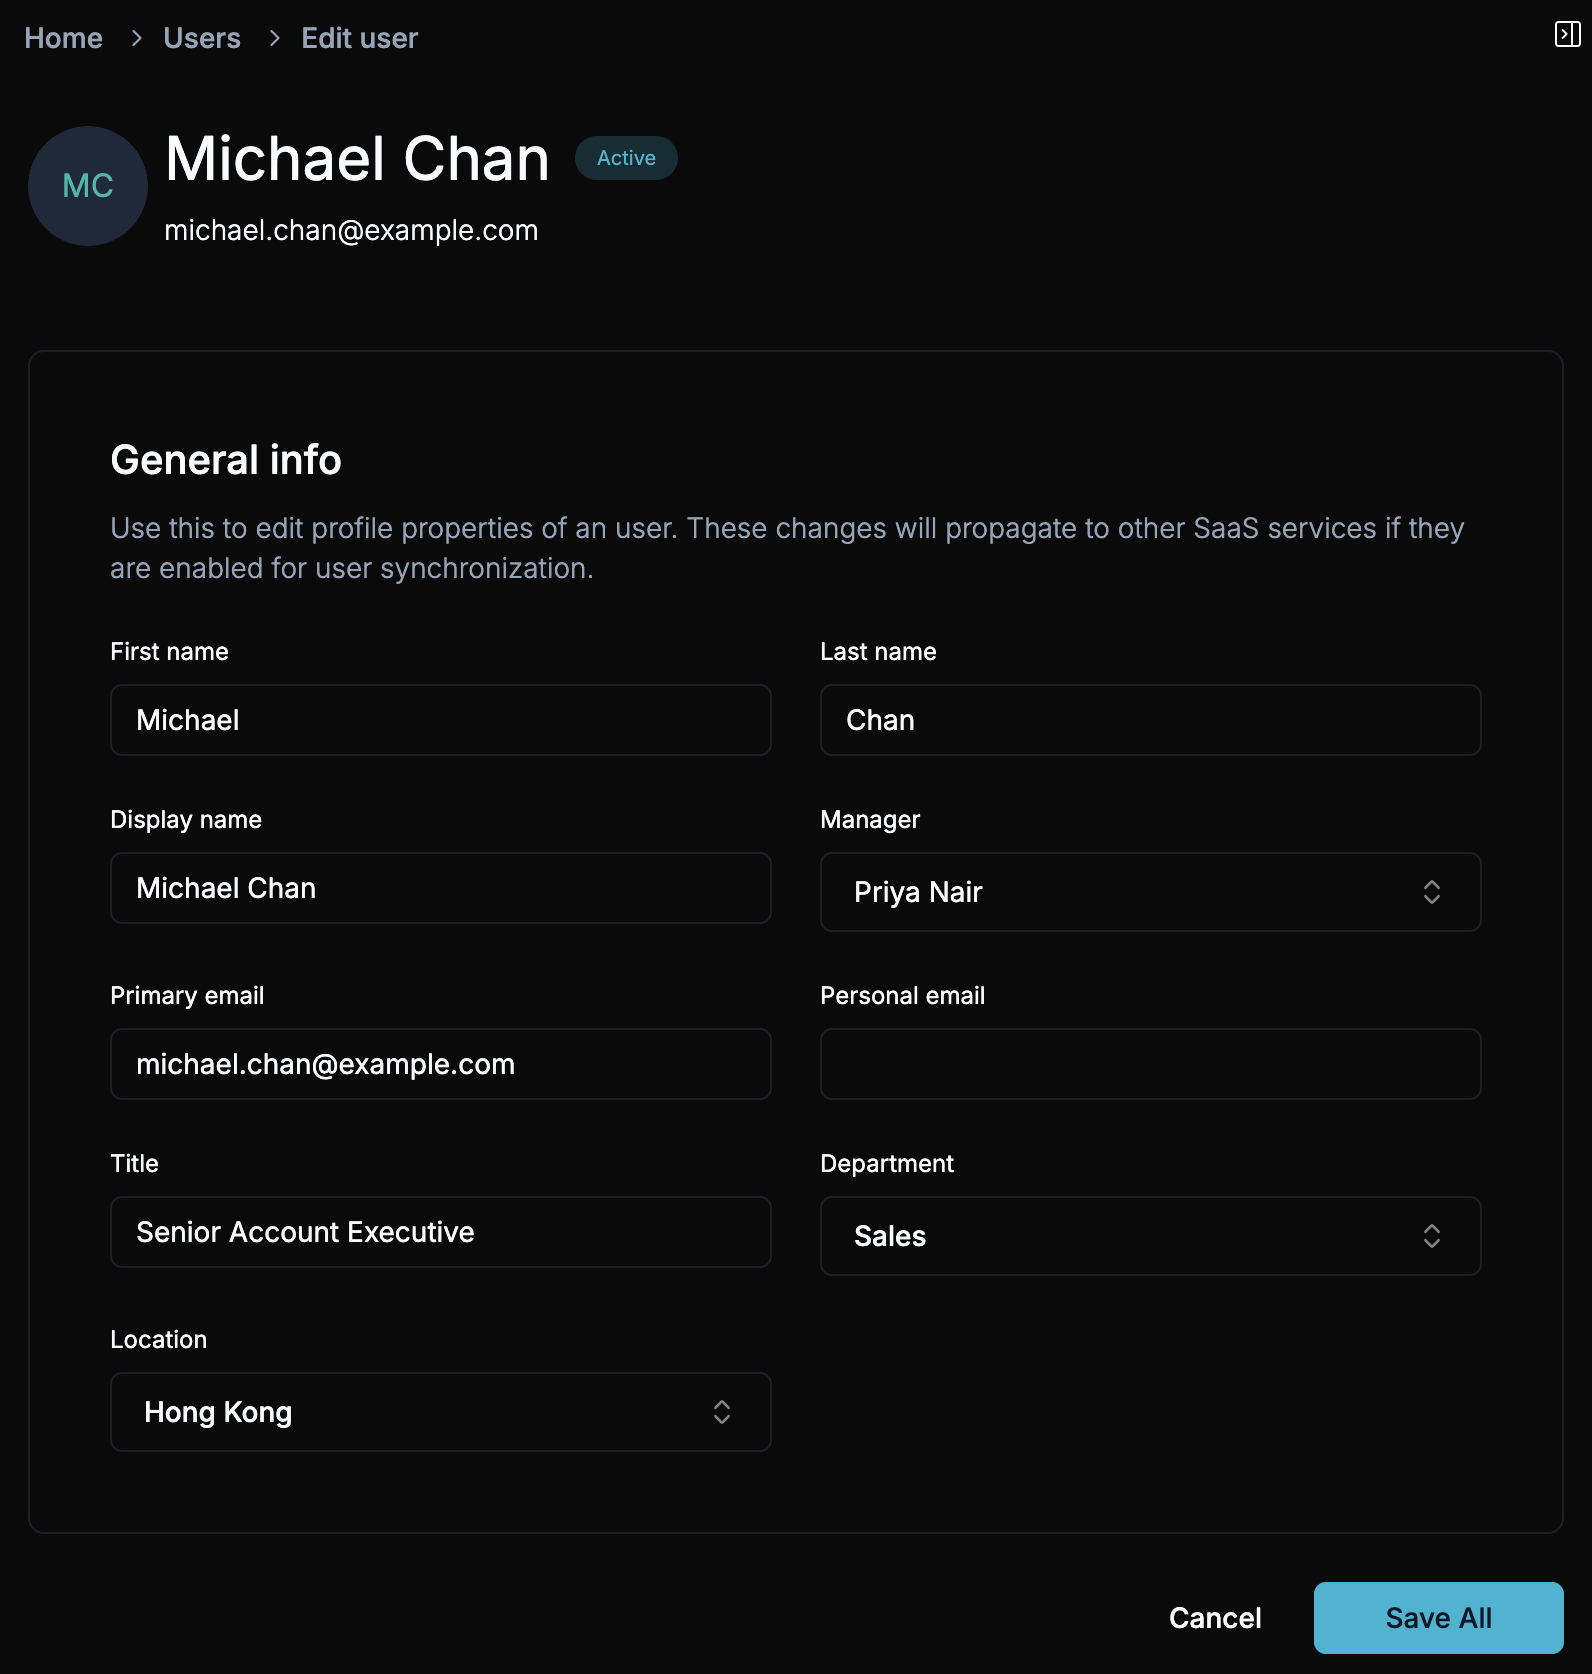 Home > Users > Edit user
MC
Michael Chan
Active
michael.chan@example.com
General info
Use this to edit profile properties of an user. These changes will propagate to other SaaS services if they
are enabled for user synchronization.
First name
Last name
Michael
Chan
Display name
Manager
Michael Chan
Priya Nair
Primary email
Personal email
michael.chan@example.com
Title
Department
Senior Account Executive
Sales
Location
Hong Kong
Cancel
Save All